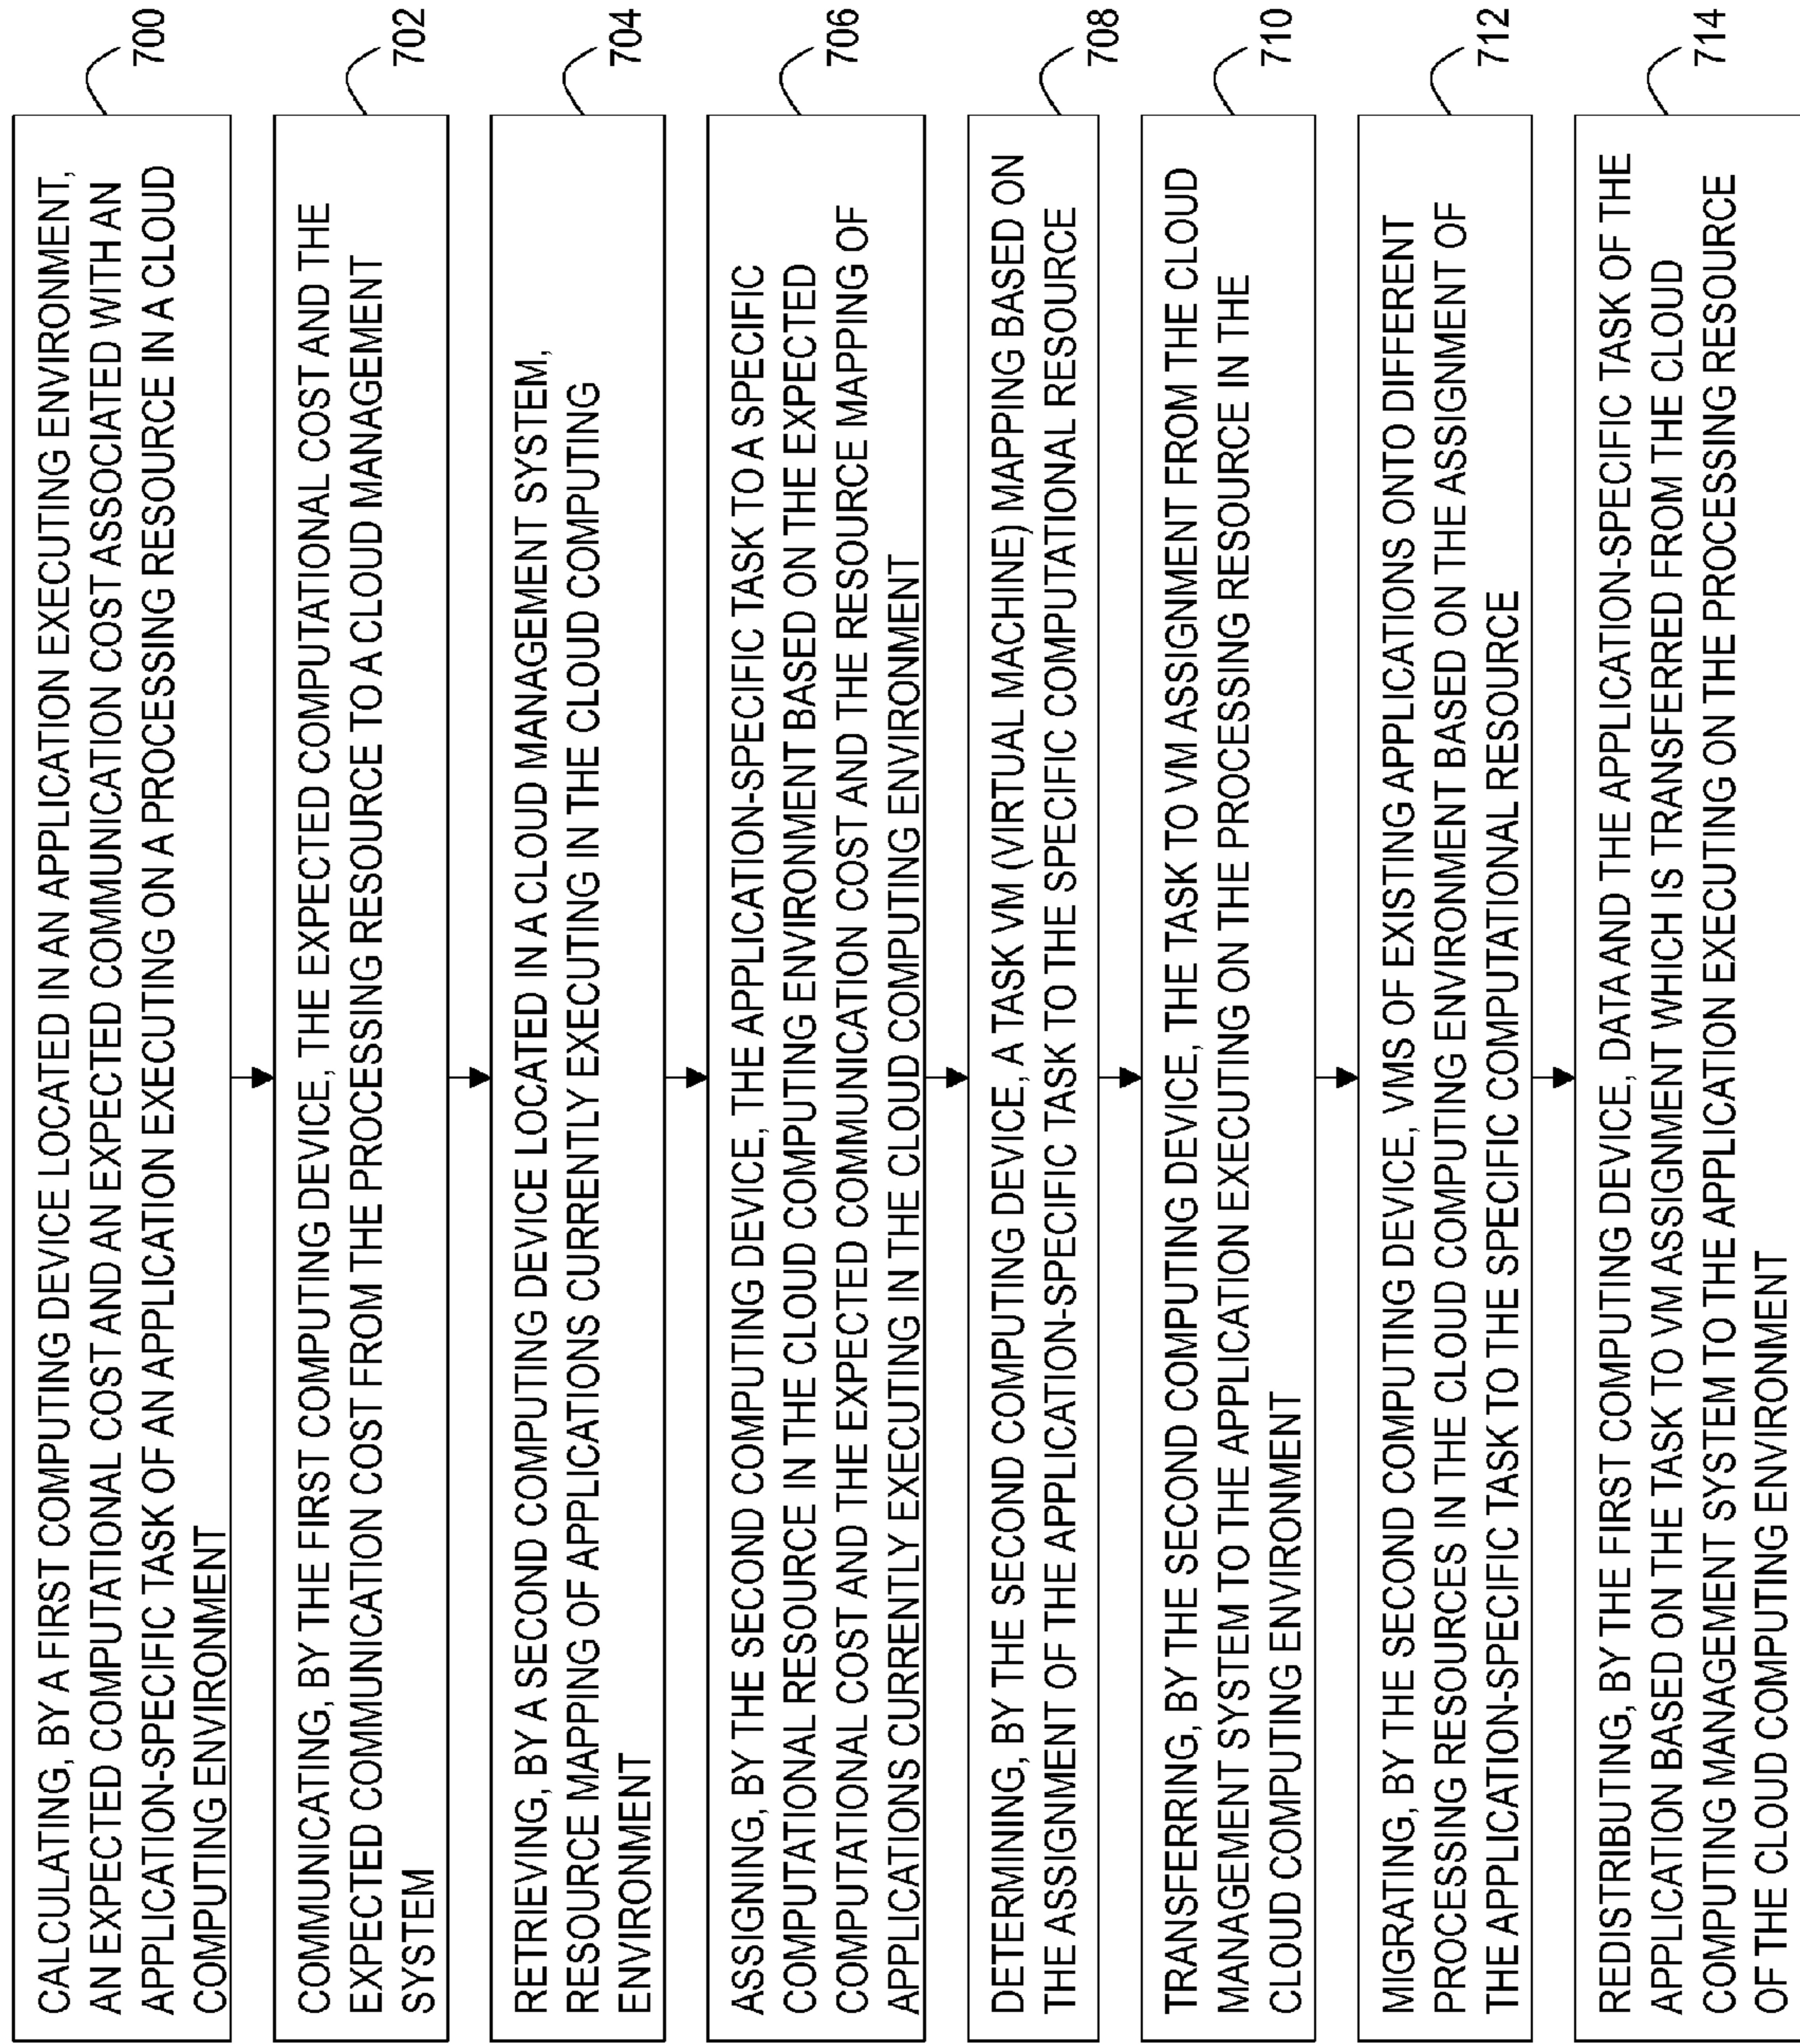 CALCULATING, BY A FIRST COMPUTING DEVICE LOCATED IN AN APPLICATION EXECUTING ENVIRONMENT,
AN EXPECTED COMPUTATIONAL COST AND AN EXPECTED COMMUNICATION COST ASSOCIATED WITH AN
APPLICATION-SPECIFIC TASK OF AN APPLICATION EXECUTING ON A PROCESSING RESOURCE IN A CLOUD
COMPUTING ENVIRONMENT
700
COMMUNICATING, BY THE FIRST COMPUTING DEVICE, THE EXPECTED COMPUTATIONAL COST AND THE
EXPECTED COMMUNICATION COST FROM THE PROCESSING RESOURCE TO A CLOUD MANAGEMENT
SYSTEM
702
RETRIEVING, BY A SECOND COMPUTING DEVICE LOCATED IN A CLOUD MANAGEMENT SYSTEM,
RESOURCE MAPPING OF APPLICATIONS CURRENTLY EXECUTING IN THE CLOUD COMPUTING
ENVIRONMENT
704
ASSIGNING, BY THE SECOND COMPUTING DEVICE, THE APPLICATION-SPECIFIC TASK TO A SPECIFIC
COMPUTATIONAL RESOURCE IN THE CLOUD COMPUTING ENVIRONMENT BASED ON THE EXPECTED
COMPUTATIONAL COST AND THE EXPECTED COMMUNICATION COST AND THE RESOURCE MAPPING OF
APPLICATIONS CURRENTLY EXECUTING IN THE CLOUD COMPUTING ENVIRONMENT
706
DETERMINING, BY THE SECOND COMPUTING DEVICE, A TASK VM (VIRTUAL MACHINE) MAPPING BASED ON
THE ASSIGNMENT OF THE APPLICATION-SPECIFIC TASK TO THE SPECIFIC COMPUTATIONAL RESOURCE
708
TRANSFERRING, BY THE SECOND COMPUTING DEVICE, THE TASK TO VM ASSIGNMENT FROM THE CLOUD
MANAGEMENT SYSTEM TO THE APPLICATION EXECUTING ON THE PROCESSING RESOURCE IN THE
CLOUD COMPUTING ENVIRONMENT
710
MIGRATING, BY THE SECOND COMPUTING DEVICE, VMS OF EXISTING APPLICATIONS ONTO DIFFERENT
PROCESSING RESOURCES IN THE CLOUD COMPUTING ENVIRONMENT BASED ON THE ASSIGNMENT OF
THE APPLICATION-SPECIFIC TASK TO THE SPECIFIC COMPUTATIONAL RESOURCE
712
REDISTRIBUTING, BY THE FIRST COMPUTING DEVICE, DATA AND THE APPLICATION-SPECIFIC TASK OF THE
APPLICATION BASED ON THE TASK TO VM ASSIGNMENT WHICH IS TRANSFERRED FROM THE CLOUD
COMPUTING MANAGEMENT SYSTEM TO THE APPLICATION EXECUTING ON THE PROCESSING RESOURCE
OF THE CLOUD COMPUTING ENVIRONMENT
714